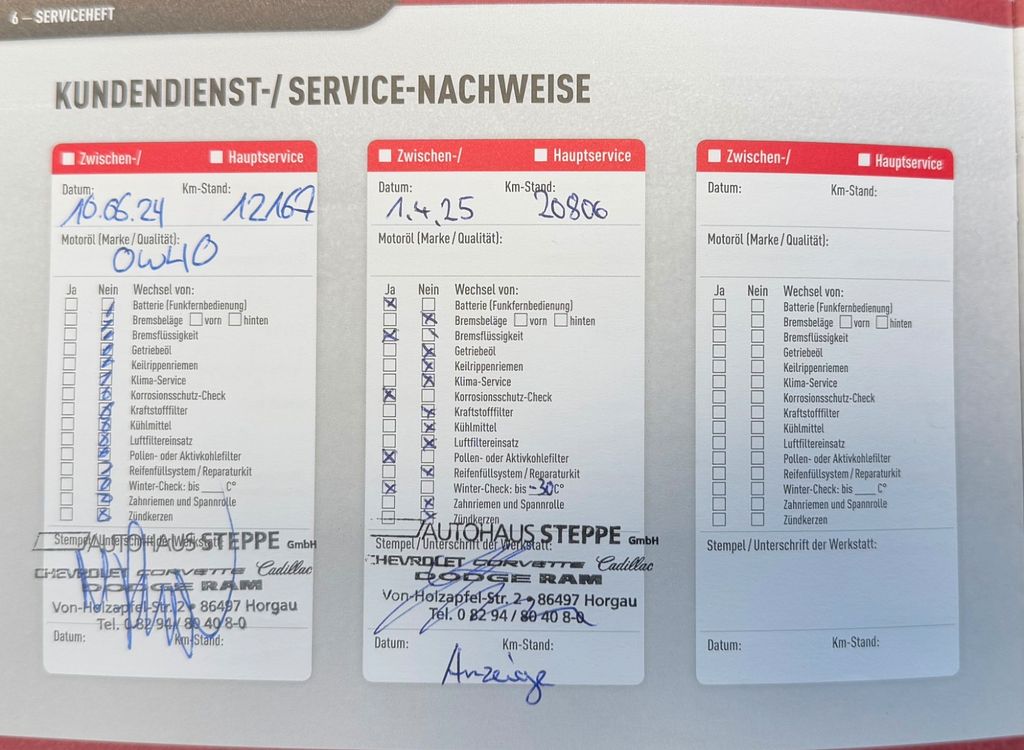 6 – SERVICEHEFT
KUNDENDIENST-/ SERVICE-NACHWEISE
Zwischen-/ Hauptservice
Datum: Km-Stand:
10.06.24 12167
Motoröl (Marke / Qualität):
0W40
Ja Nein Wechsel von:
Batterie (Funkfernbedienung)
Bremsbeläge vorn hinten
Bremsflüssigkeit
Getriebeöl
Keilrippenriemen
Klima-Service
Korrosionsschutz-Check
Kraftstofffilter
Kühlmittel
Luftfiltereinsatz
Pollen- oder Aktivkohlefilter
Reifenfüllsystem / Reparaturkit
Winter-Check: bis ____ C°
Zahnriemen und Spannrolle
Zündkerzen
Stempel / Unterschrift der Werkstatt:
AUTOHAUS STEPPE GmbH
CHEVROLET CORVETTE Cadillac
DODGE RAM
Von-Holzapfel-Str. 2 • 86497 Horgau
Tel. 0 82 94 / 80 40 8-0
Datum: Km-Stand:
Zwischen-/ Hauptservice
Datum: Km-Stand:
1.4.25 20806
Motoröl (Marke / Qualität):
Ja Nein Wechsel von:
Batterie (Funkfernbedienung)
Bremsbeläge vorn hinten
Bremsflüssigkeit
Getriebeöl
Keilrippenriemen
Klima-Service
Korrosionsschutz-Check
Kraftstofffilter
Kühlmittel
Luftfiltereinsatz
Pollen- oder Aktivkohlefilter
Reifenfüllsystem / Reparaturkit
Winter-Check: bis -30 C°
Zahnriemen und Spannrolle
Zündkerzen
AUTOHAUS STEPPE GmbH
Stempel / Unterschrift der Werkstatt:
CHEVROLET CORVETTE Cadillac
DODGE RAM
Von-Holzapfel-Str. 2 • 86497 Horgau
Tel. 0 82 94 / 80 40 8-0
Datum: Km-Stand:
Anzeige
Zwischen-/ Hauptservice
Datum: Km-Stand:
Motoröl (Marke / Qualität):
Ja Nein Wechsel von:
Batterie (Funkfernbedienung)
Bremsbeläge vorn hinten
Bremsflüssigkeit
Getriebeöl
Keilrippenriemen
Klima-Service
Korrosionsschutz-Check
Kraftstofffilter
Kühlmittel
Luftfiltereinsatz
Pollen- oder Aktivkohlefilter
Reifenfüllsystem / Reparaturkit
Winter-Check: bis ____ C°
Zahnriemen und Spannrolle
Zündkerzen
Stempel / Unterschrift der Werkstatt:
Datum: Km-Stand: